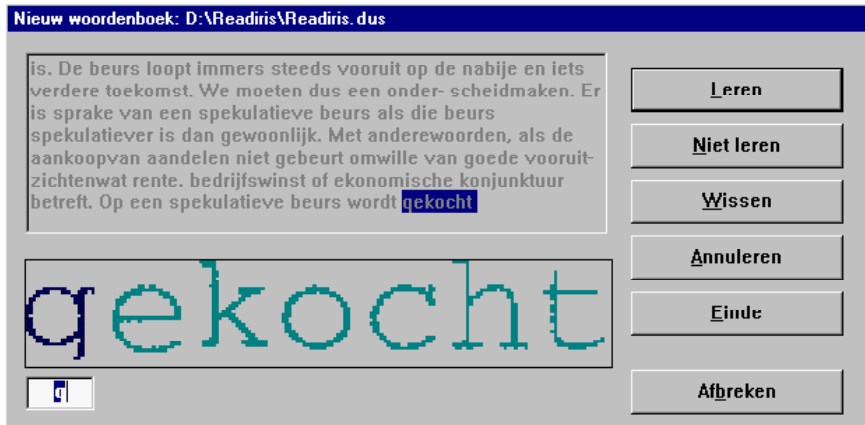 Nieuw woordenboek: D:\Readiris\Readiris.dus
is. De beurs loopt immers steeds vooruit op de nabije en iets
verdere toekomst. We moeten dus een onder- scheidmaken. Er
is sprake van een spekulatieve beurs als die beurs
spekulatiever is dan gewoonlijk. Met anderewoorden, als de
aankoopvan aandelen niet gebeurt omwille van goede vooruit-
zichtenwat rente. bedrijfswinst of ekonomische konjunktuur
betreft. Op een spekulatieve beurs wordt qekocht
gekocht
q
Leren
Niet leren
Wissen
Annuleren
Einde
Afbreken